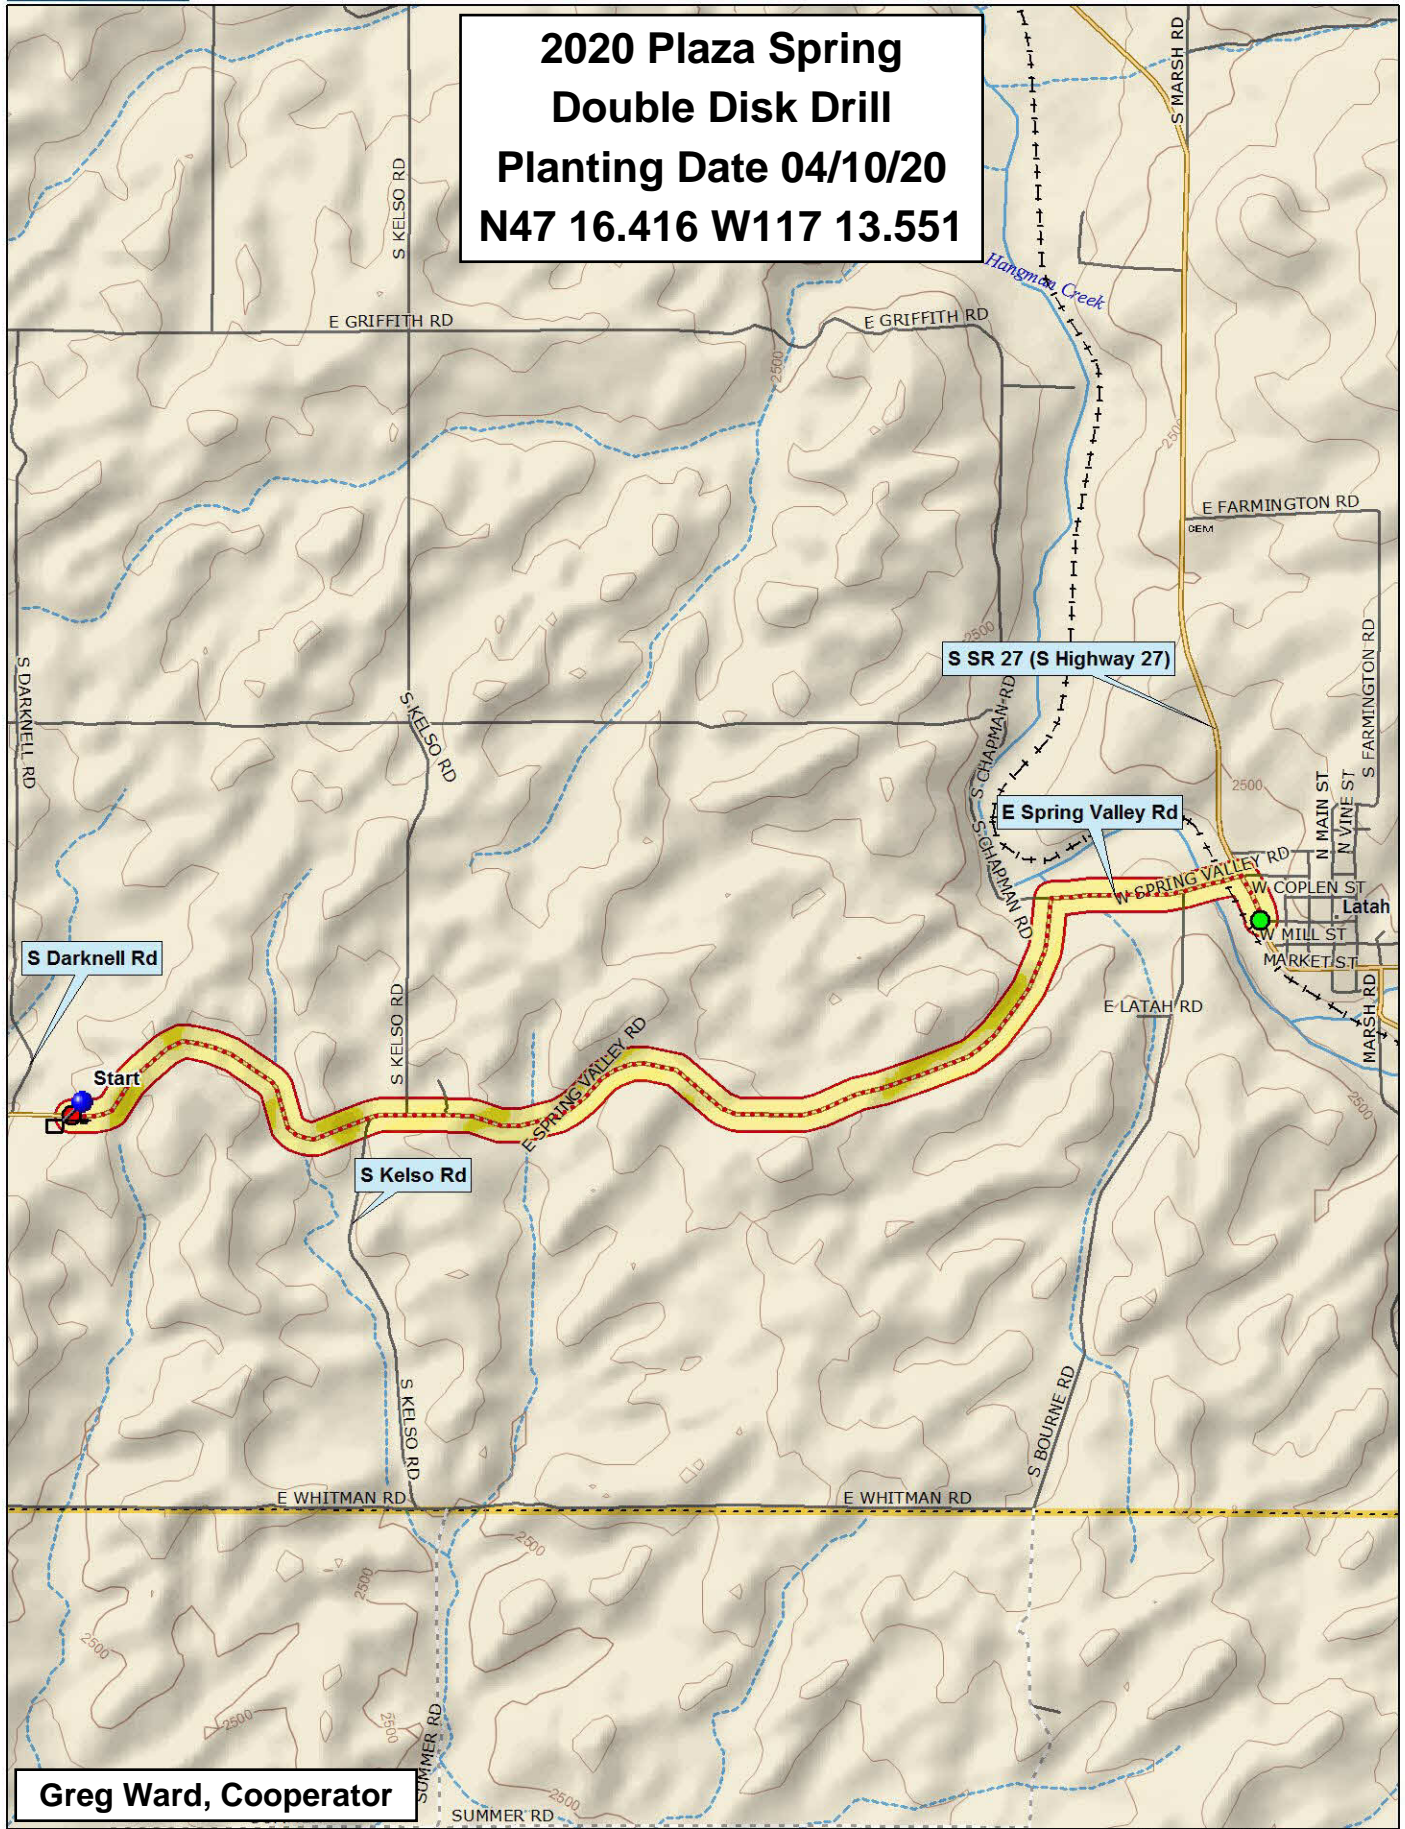 2020 Plaza Spring
Double Disk Drill
Planting Date 04/10/20
N47 16.416 W117 13.551
S MARSH RD
S KELSO RD
Hangman Creek
E GRIFFITH RD
E GRIFFITH RD
2500
2500
E FARMINGTON RD
CEM
2500
S SR 27 (S Highway 27)
S FARMINGTON RD
S DARKNELL RD
S KELSO RD
S CHAPMAN RD
2500
N MAIN ST
N VINE ST
E Spring Valley Rd
S CHAPMAN RD
W SPRING VALLEY RD
W COPLEN ST
Latah
W MILL ST
MARKET ST
S Darknell Rd
S KELSO RD
E LATAH RD
MARSH RD
E SPRING VALLEY RD
Start
2500
S Kelso Rd
S KELSO RD
S BOURNE RD
E WHITMAN RD
E WHITMAN RD
2500
2500
2500
2500
2500
SUMMER RD
2500
Greg Ward, Cooperator
SUMMER RD